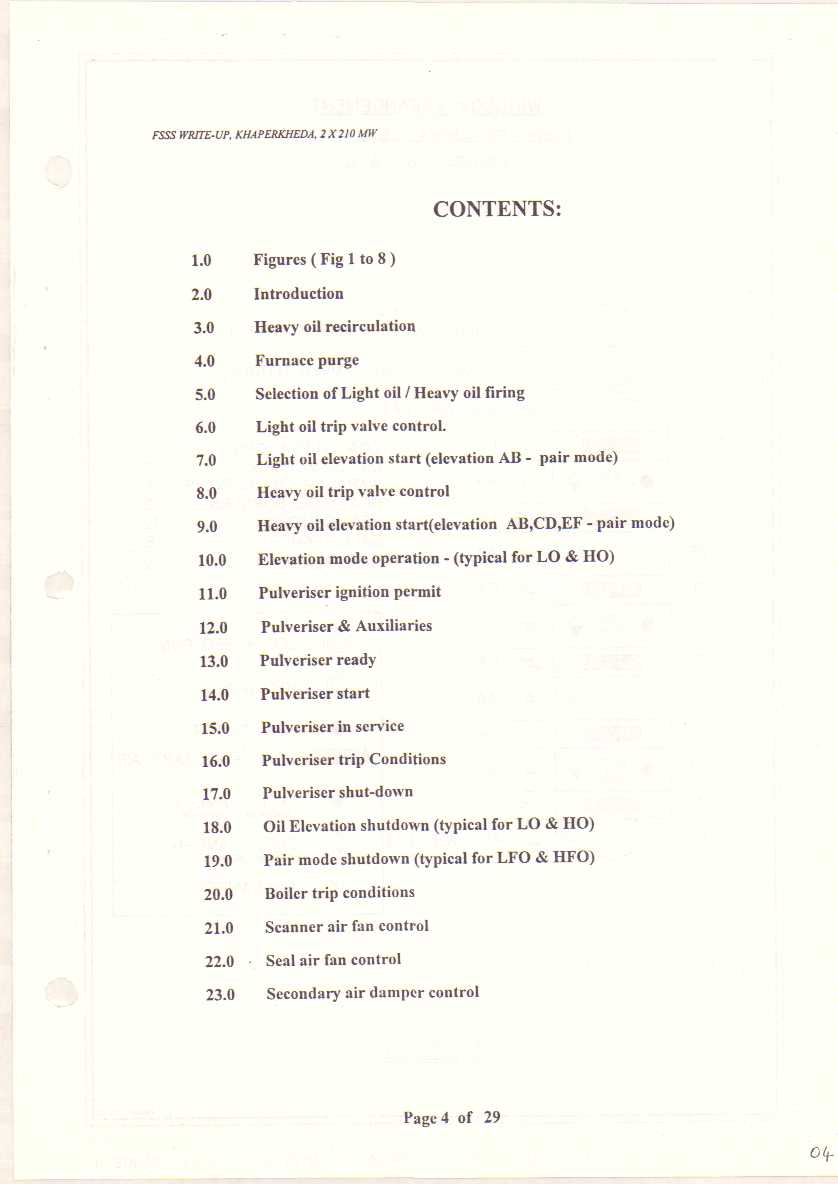 FSSS WRITE-UP, KHAPERKHEDA, 2 X 210 MW
CONTENTS:
1.0 Figures ( Fig 1 to 8 )
2.0 Introduction
3.0 Heavy oil recirculation
4.0 Furnace purge
5.0 Selection of Light oil / Heavy oil firing
6.0 Light oil trip valve control.
7.0 Light oil elevation start (elevation AB - pair mode)
8.0 Heavy oil trip valve control
9.0 Heavy oil elevation start(elevation AB,CD,EF - pair mode)
10.0 Elevation mode operation - (typical for LO & HO)
11.0 Pulveriser ignition permit
12.0 Pulveriser & Auxiliaries
13.0 Pulveriser ready
14.0 Pulveriser start
15.0 Pulveriser in service
16.0 Pulveriser trip Conditions
17.0 Pulveriser shut-down
18.0 Oil Elevation shutdown (typical for LO & HO)
19.0 Pair mode shutdown (typical for LFO & HFO)
20.0 Boiler trip conditions
21.0 Scanner air fan control
22.0 Seal air fan control
23.0 Secondary air damper control
Page 4 of 29
04